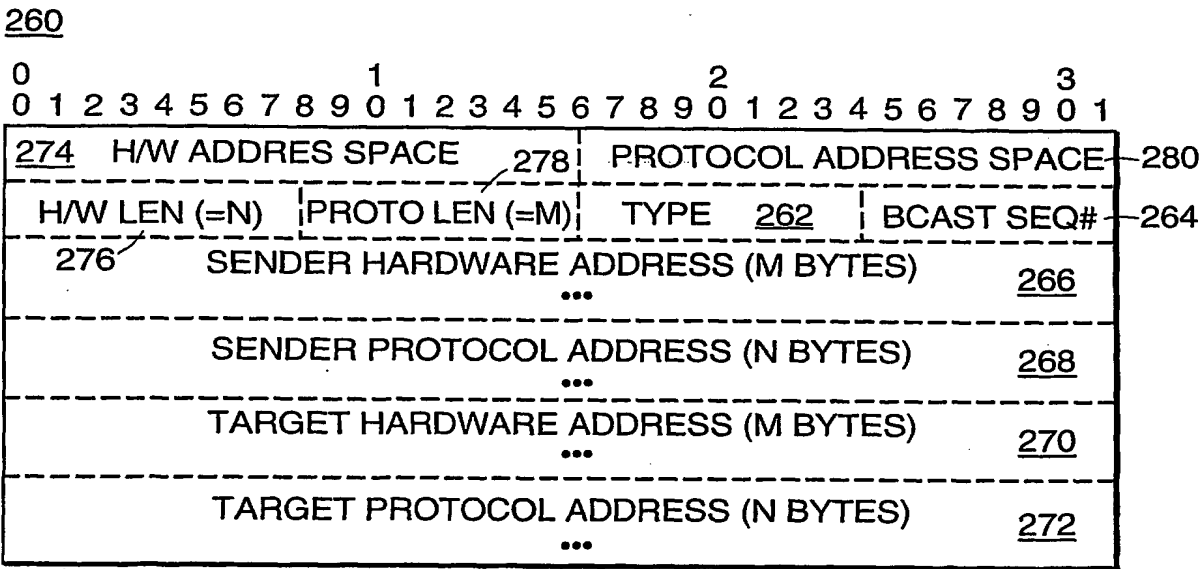 260
0 1 2 3
0 1 2 3 4 5 6 7 8 9 0 1 2 3 4 5 6 7 8 9 0 1 2 3 4 5 6 7 8 9 0 1
274 H/W ADDRES SPACE 278 PROTOCOL ADDRESS SPACE 280
H/W LEN (=N) PROTO LEN (=M) TYPE 262 BCAST SEQ# 264
276 SENDER HARDWARE ADDRESS (M BYTES) 266
...
SENDER PROTOCOL ADDRESS (N BYTES) 268
...
TARGET HARDWARE ADDRESS (M BYTES) 270
...
TARGET PROTOCOL ADDRESS (N BYTES) 272
...